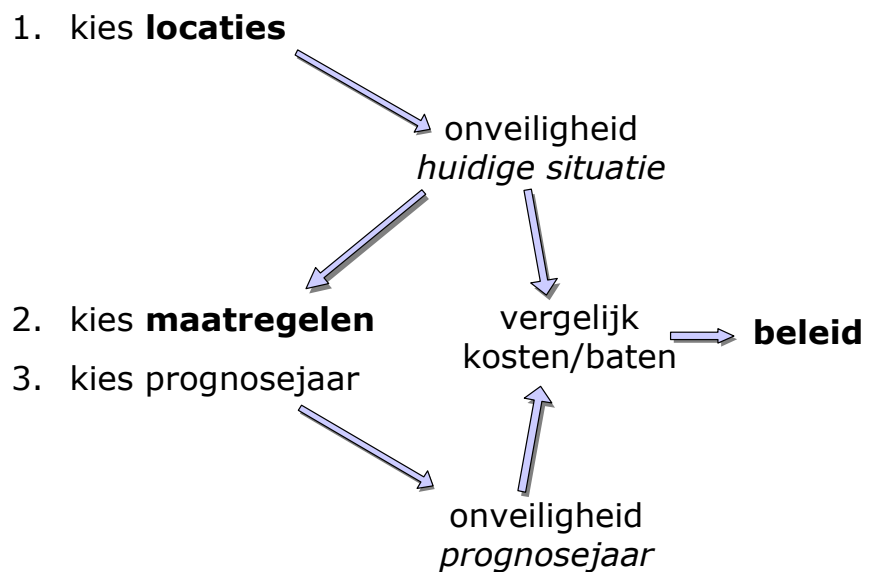 1. kies locaties
onveiligheid
huidige situatie
2. kies maatregelen
3. kies prognosejaar
vergelijk
kosten/baten
beleid
onveiligheid
prognosejaar